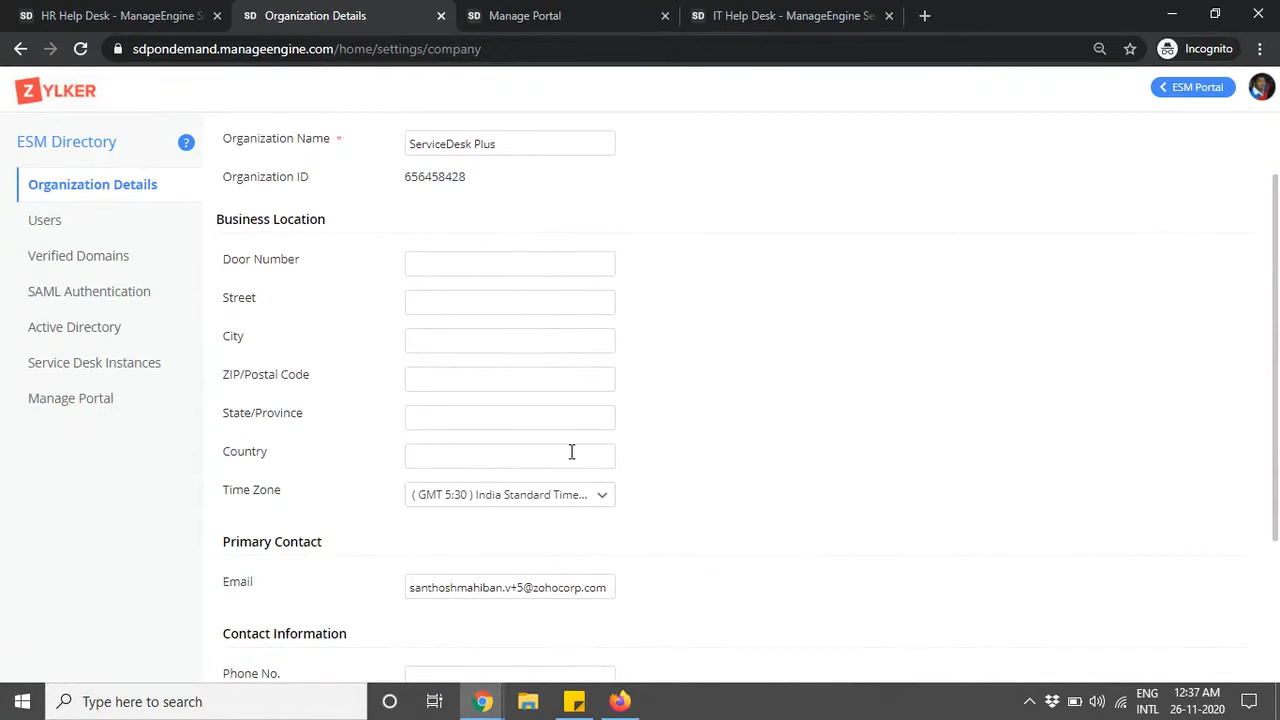 HR Help Desk - ManageEngine S
SD Organization Details
SD Manage Portal
SD IT Help Desk - ManageEngine Se
sdpondemand.manageengine.com/home/settings/company
Incognito
ZYLKER
ESM Portal
ESM Directory
?
Organization Details
Users
Verified Domains
SAML Authentication
Active Directory
Service Desk Instances
Manage Portal
Organization Name *
ServiceDesk Plus
Organization ID
656458428
Business Location
Door Number
Street
City
ZIP/Postal Code
State/Province
Country
Time Zone
( GMT 5:30 ) India Standard Time...
Primary Contact
Email
santhoshmahiban.v+5@zohocorp.com
Contact Information
Phone No.
Type here to search
ENG
INTL
12:37 AM
26-11-2020